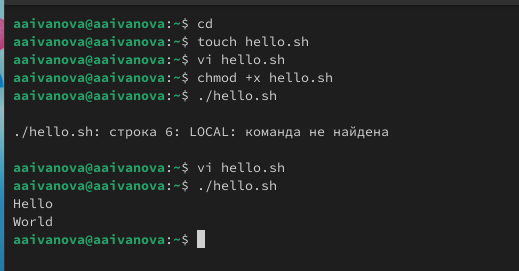 aaivanova@aaivanova:~$ cd
aaivanova@aaivanova:~$ touch hello.sh
aaivanova@aaivanova:~$ vi hello.sh
aaivanova@aaivanova:~$ chmod +x hello.sh
aaivanova@aaivanova:~$ ./hello.sh
./hello.sh: строка 6: LOCAL: команда не найдена
aaivanova@aaivanova:~$ vi hello.sh
aaivanova@aaivanova:~$ ./hello.sh
Hello
World
aaivanova@aaivanova:~$